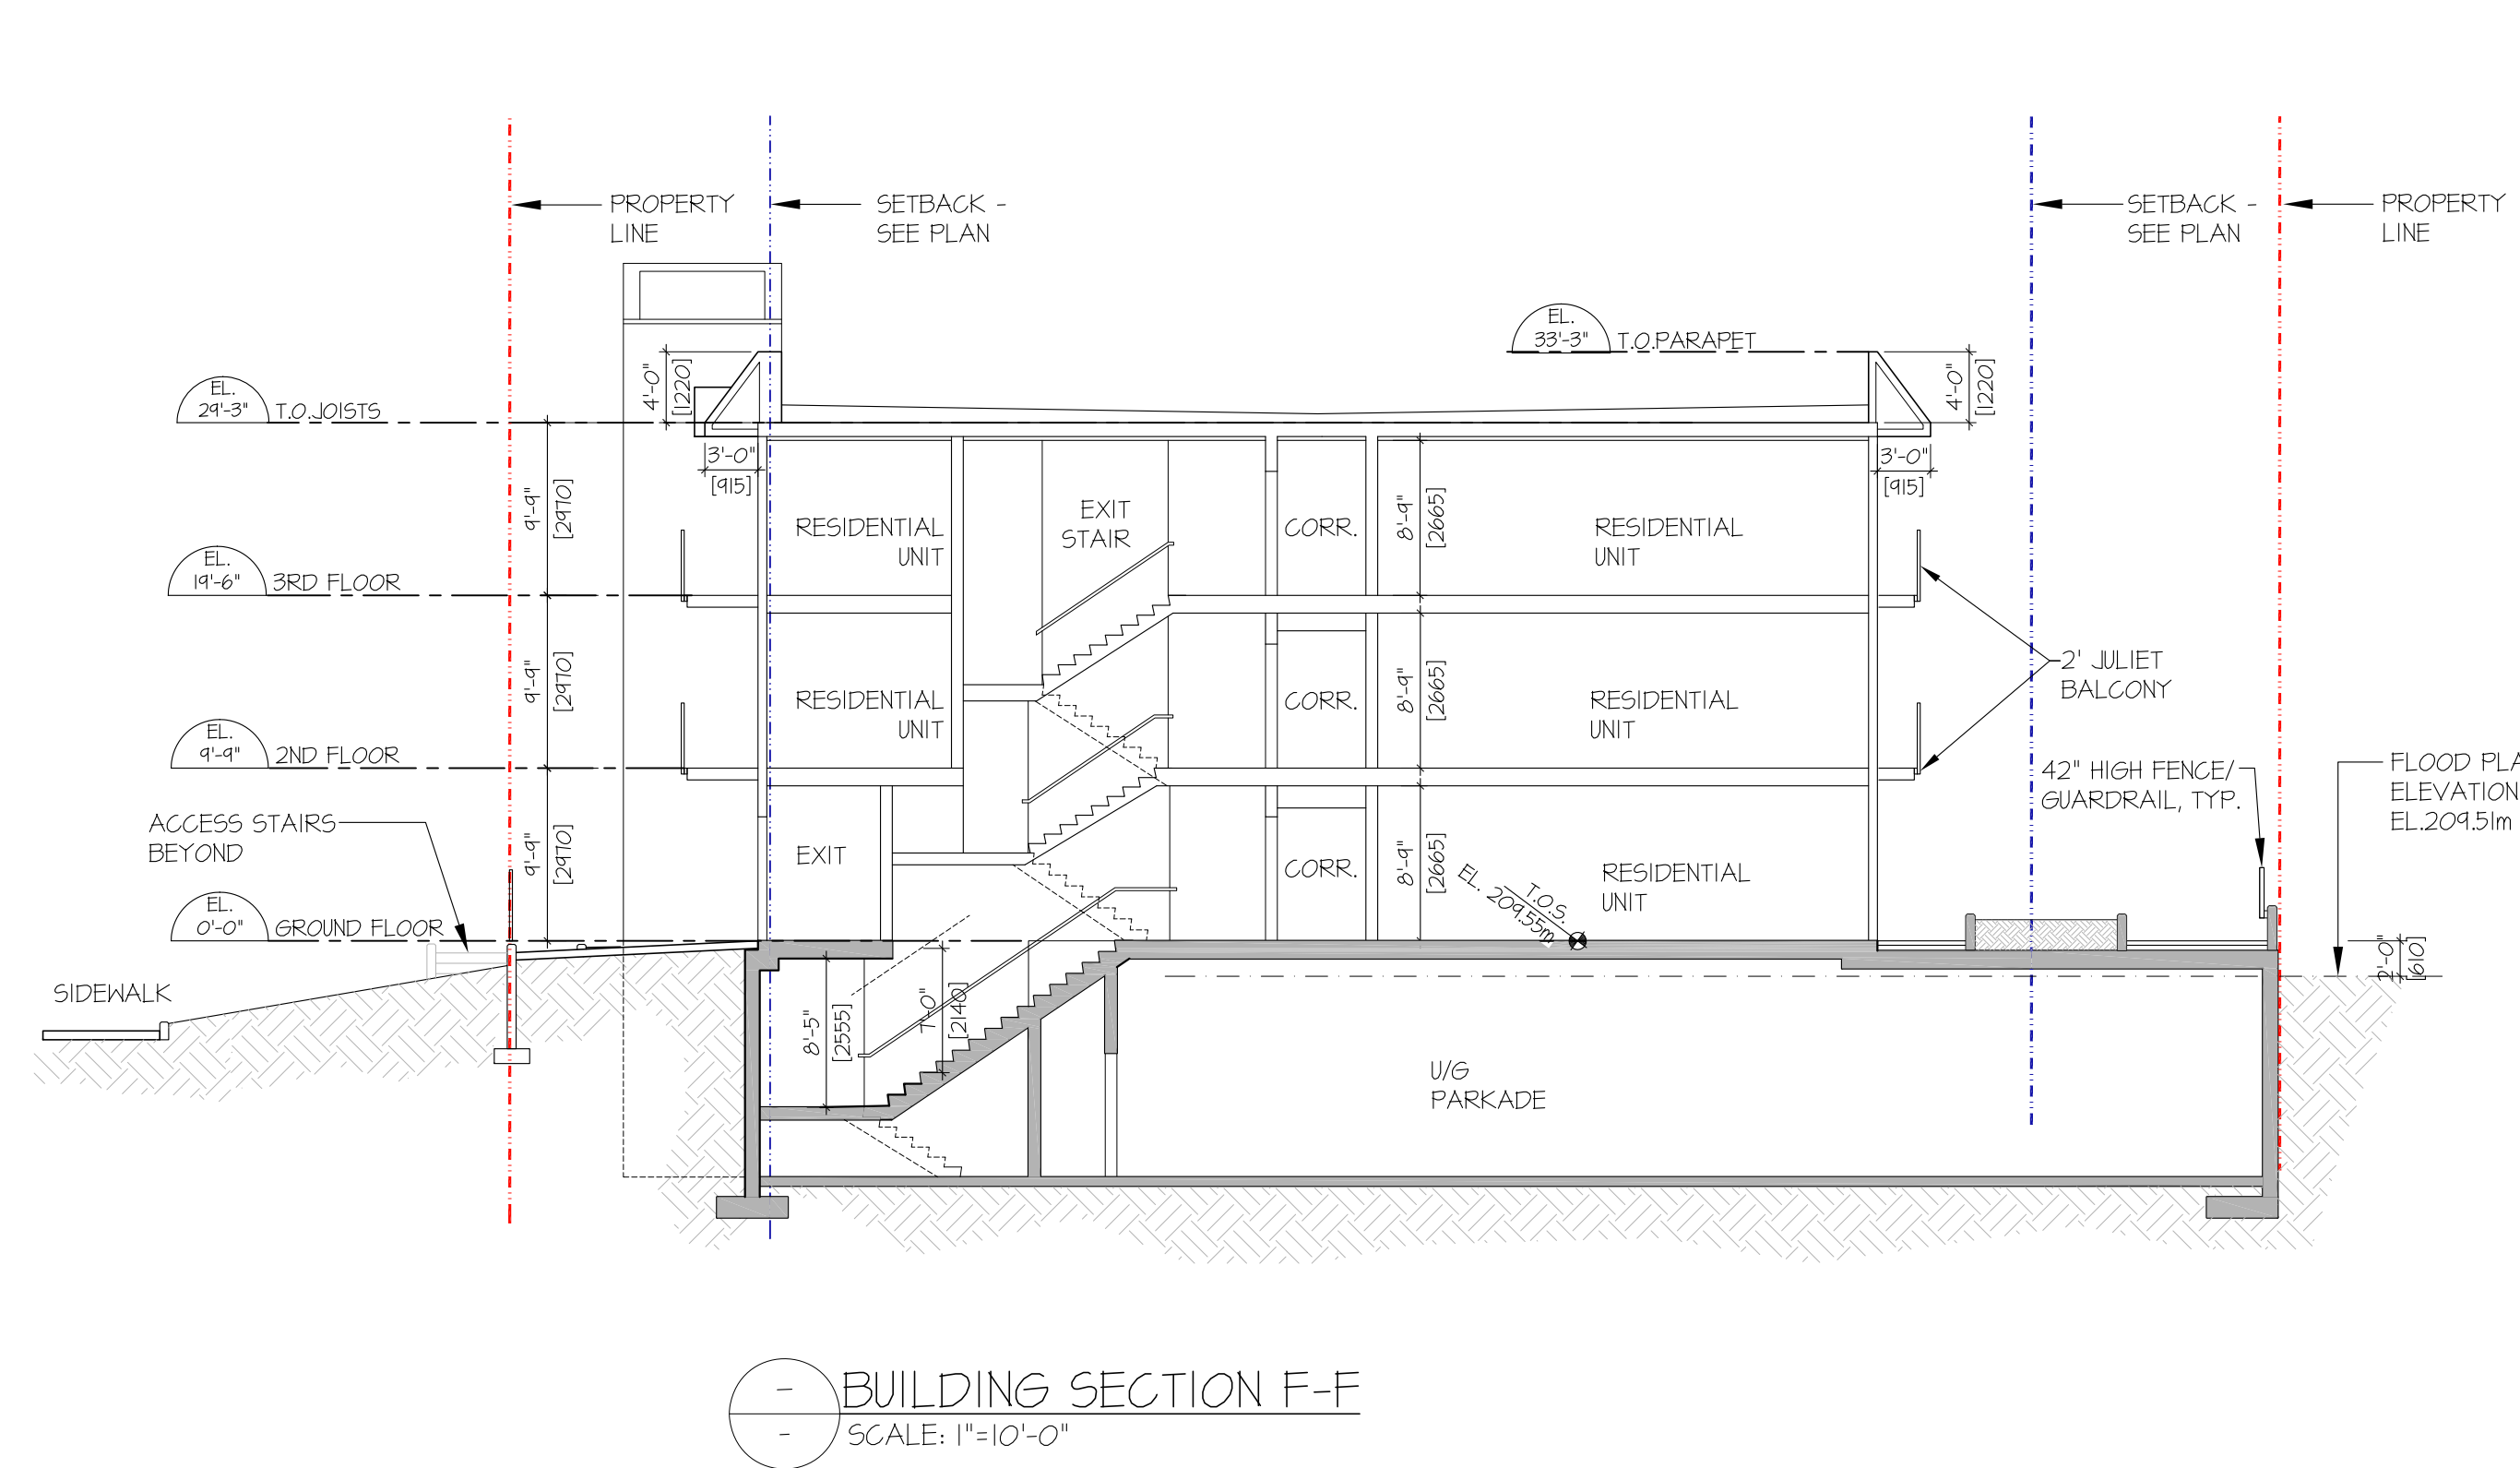 PROPERTY
LINE
SETBACK -
SEE PLAN
SETBACK -
SEE PLAN
PROPERTY
LINE
EL.
33'-3"
T.O.PARAPET
4'-0"
[1220]
4'-0"
[1220]
EL.
29'-3"
T.O.JOISTS
3'-0"
[915]
3'-0"
[915]
9'-9"
[2970]
RESIDENTIAL
UNIT
EXIT
STAIR
CORR.
8'-9"
[2665]
RESIDENTIAL
UNIT
EL.
19'-6"
3RD FLOOR
9'-9"
[2970]
RESIDENTIAL
UNIT
CORR.
8'-9"
[2665]
RESIDENTIAL
UNIT
2' JULIET
BALCONY
EL.
9'-9"
2ND FLOOR
42" HIGH FENCE/
GUARDRAIL, TYP.
FLOOD PLA
ELEVATION
EL.209.51m
ACCESS STAIRS
BEYOND
9'-9"
[2970]
EXIT
CORR.
8'-9"
[2665]
T.O.S.
EL. 209.55m
RESIDENTIAL
UNIT
EL.
0'-0"
GROUND FLOOR
2'-0"
[610]
SIDEWALK
8'-5"
[2555]
7'-0"
[2140]
U/G
PARKADE
-
BUILDING SECTION F-F
-
SCALE: 1"=10'-0"